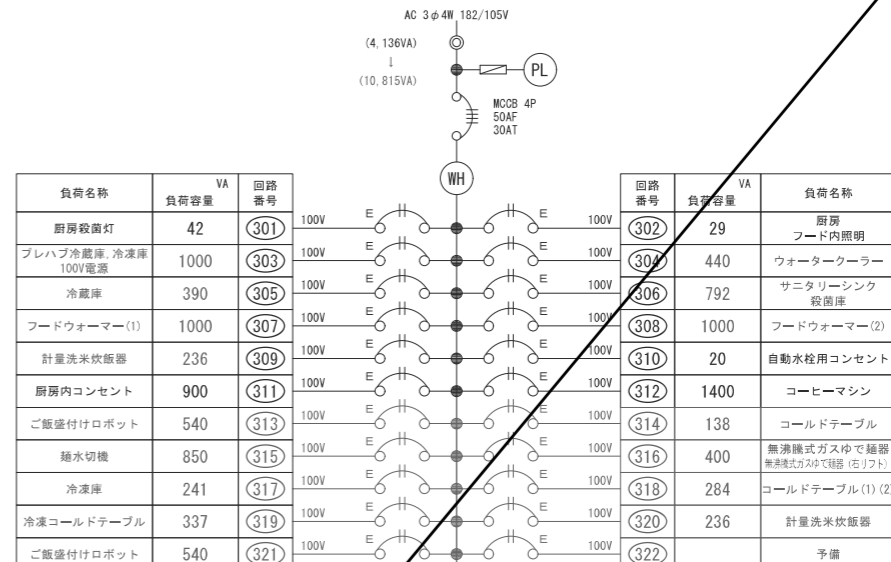 AC 3φ4W 182/105V
(4,136VA)
↓
(10,815VA)
PL
MCCB 4P
50AF
30AT
WH
負荷名称 VA 負荷容量 回路番号 回路番号 VA 負荷容量 負荷名称
厨房殺菌灯 42 301 100V E E 100V 302 29 厨房 フード内照明
プレハブ冷蔵庫,冷凍庫 100V電源 1000 303 100V E E 100V 304 440 ウォータークーラー
冷蔵庫 390 305 100V E E 100V 306 792 サニタリーシンク 殺菌庫
フードウォーマー(1) 1000 307 100V E E 100V 308 1000 フードウォーマー(2)
計量洗米炊飯器 236 309 100V E E 100V 310 20 自動水栓用コンセント
厨房内コンセント 900 311 100V E E 100V 312 1400 コーヒーマシン
ご飯盛付けロボット 540 313 100V E E 100V 314 138 コールドテーブル
麺水切機 850 315 100V E E 100V 316 400 無沸騰式ガスゆで麺器 無沸騰式ガスゆで麺器 (右リフト)
冷凍庫 241 317 100V E E 100V 318 284 コールドテーブル(1)(2)
冷凍コールドテーブル 337 319 100V E E 100V 320 236 計量洗米炊飯器
ご飯盛付けロボット 540 321 100V E E 100V 322 予備